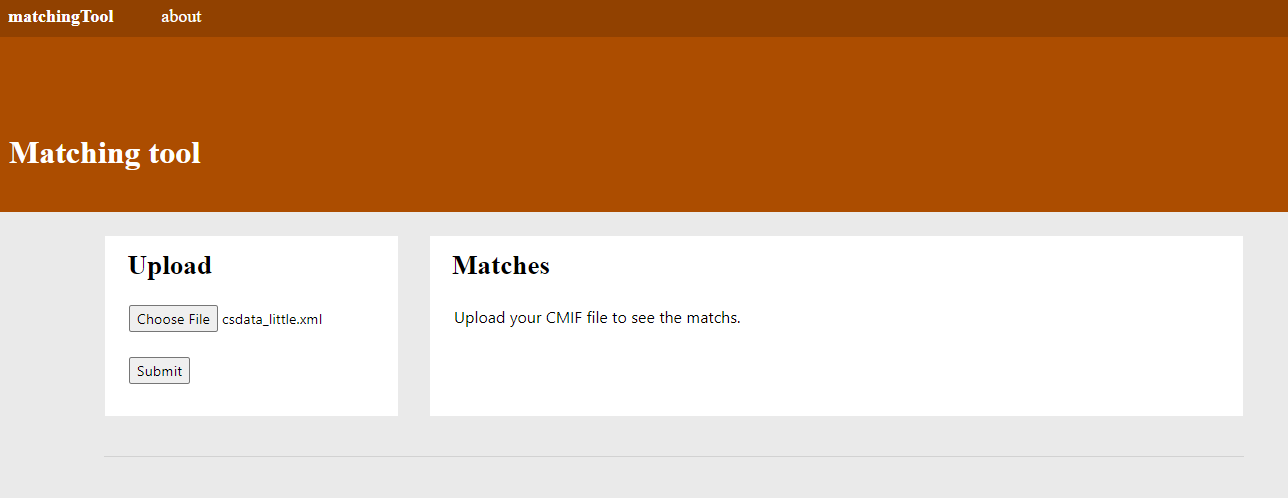 matchingTool about
Matching tool
Upload
Choose File csdata_little.xml
Submit
Matches
Upload your CMIF file to see the matchs.